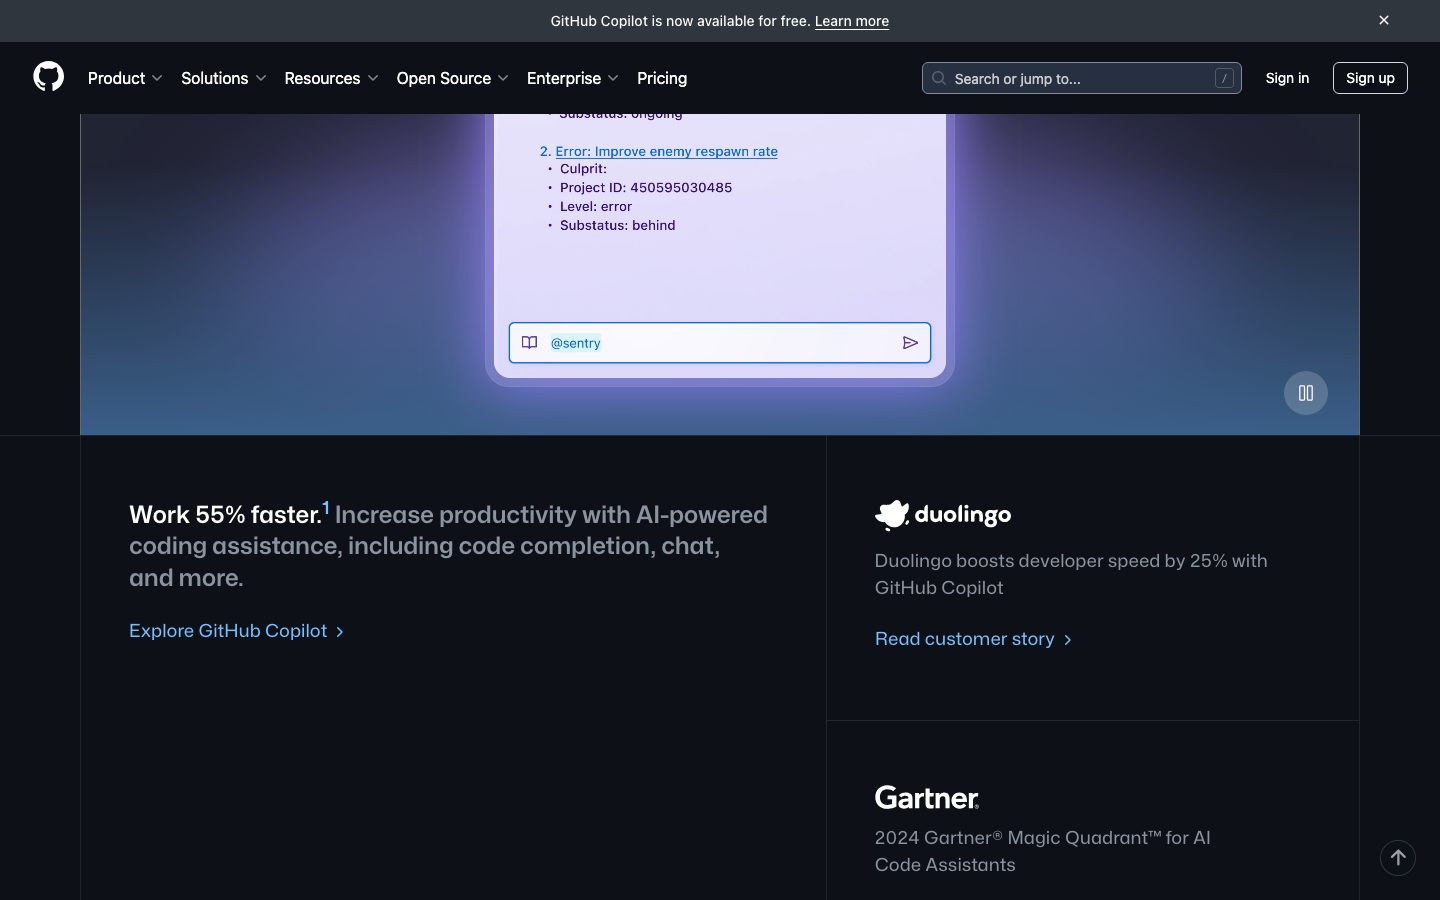 GitHub Copilot is now available for free. Learn more
Product Solutions Resources Open Source Enterprise Pricing Search or jump to... / Sign in Sign up
• Substatus: ongoing
2. Error: Improve enemy respawn rate
• Culprit:
• Project ID: 450595030485
• Level: error
• Substatus: behind
@sentry
Work 55% faster.1 Increase productivity with AI-powered
coding assistance, including code completion, chat,
and more.
Explore GitHub Copilot
duolingo
Duolingo boosts developer speed by 25% with
GitHub Copilot
Read customer story
Gartner®
2024 Gartner® Magic Quadrant™ for AI
Code Assistants